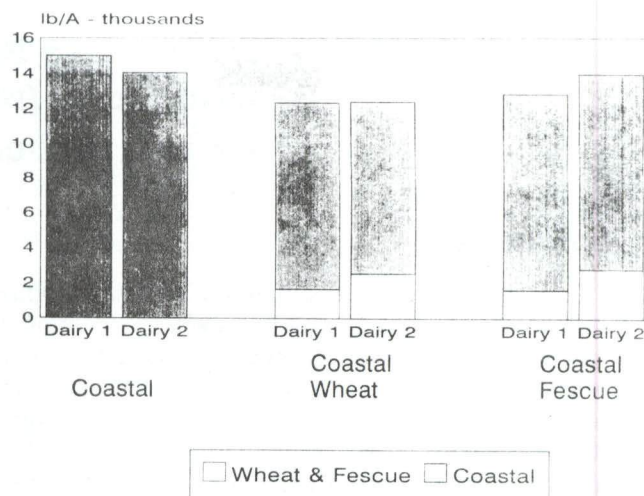 lb/A - thousands
16
14
12
10
8
6
4
2
0
Dairy 1 Dairy 2 Dairy 1 Dairy 2 Dairy 1 Dairy 2
Coastal
Coastal
Wheat
Coastal
Fescue
Wheat & Fescue Coastal